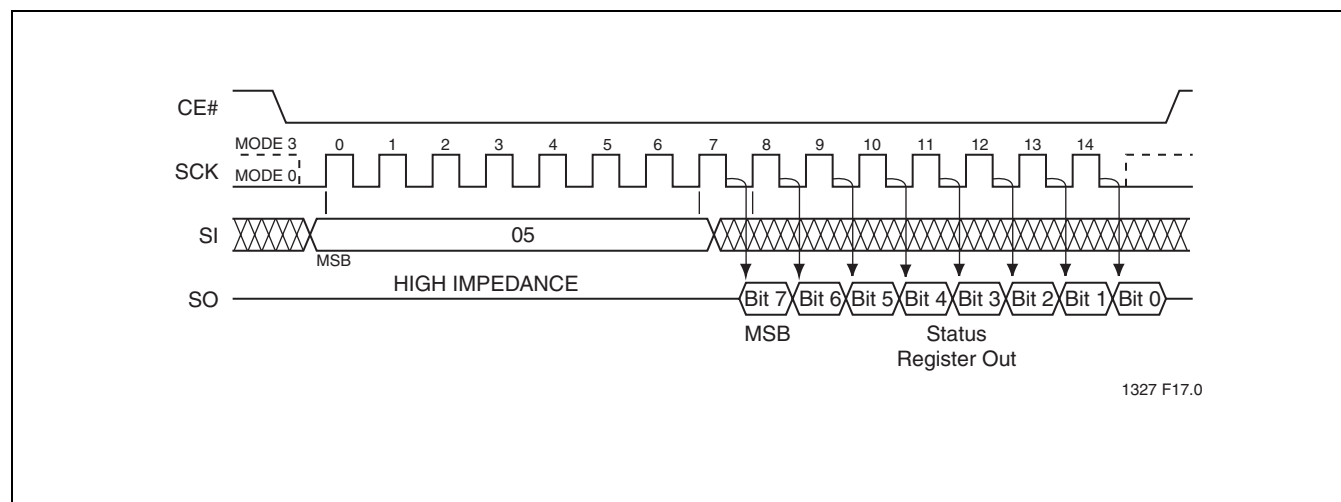 CE#
MODE 3
0 1 2 3 4 5 6 7 8 9 10 11 12 13 14
SCK
MODE 0
SI
05
MSB
HIGH IMPEDANCE
SO
Bit 7 Bit 6 Bit 5 Bit 4 Bit 3 Bit 2 Bit 1 Bit 0
MSB
Status
Register Out
1327 F17.0